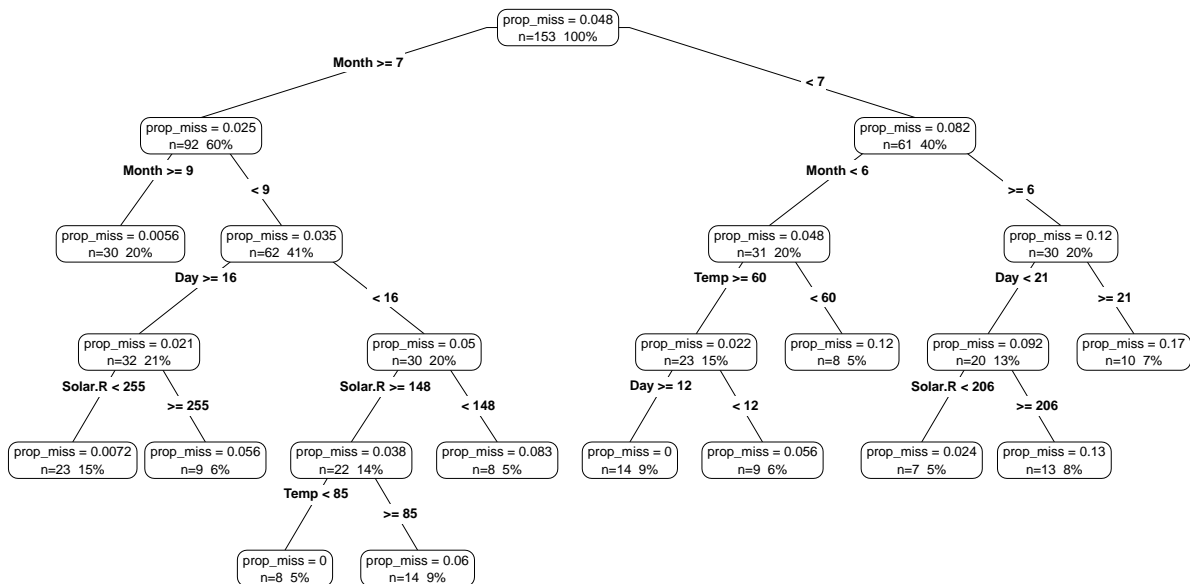 prop_miss = 0.048
n=153 100%
Month >= 7
< 7
prop_miss = 0.025
n=92 60%
prop_miss = 0.082
n=61 40%
Month >= 9
< 9
Month < 6
>= 6
prop_miss = 0.0056
n=30 20%
prop_miss = 0.035
n=62 41%
prop_miss = 0.048
n=31 20%
prop_miss = 0.12
n=30 20%
Day >= 16
< 16
Temp >= 60
< 60
Day < 21
>= 21
prop_miss = 0.021
n=32 21%
prop_miss = 0.05
n=30 20%
prop_miss = 0.022
n=23 15%
prop_miss = 0.12
n=8 5%
prop_miss = 0.092
n=20 13%
prop_miss = 0.17
n=10 7%
Solar.R < 255
>= 255
Solar.R >= 148
< 148
Day >= 12
< 12
Solar.R < 206
>= 206
prop_miss = 0.0072
n=23 15%
prop_miss = 0.056
n=9 6%
prop_miss = 0.038
n=22 14%
prop_miss = 0.083
n=8 5%
prop_miss = 0
n=14 9%
prop_miss = 0.056
n=9 6%
prop_miss = 0.024
n=7 5%
prop_miss = 0.13
n=13 8%
Temp < 85
>= 85
prop_miss = 0
n=8 5%
prop_miss = 0.06
n=14 9%